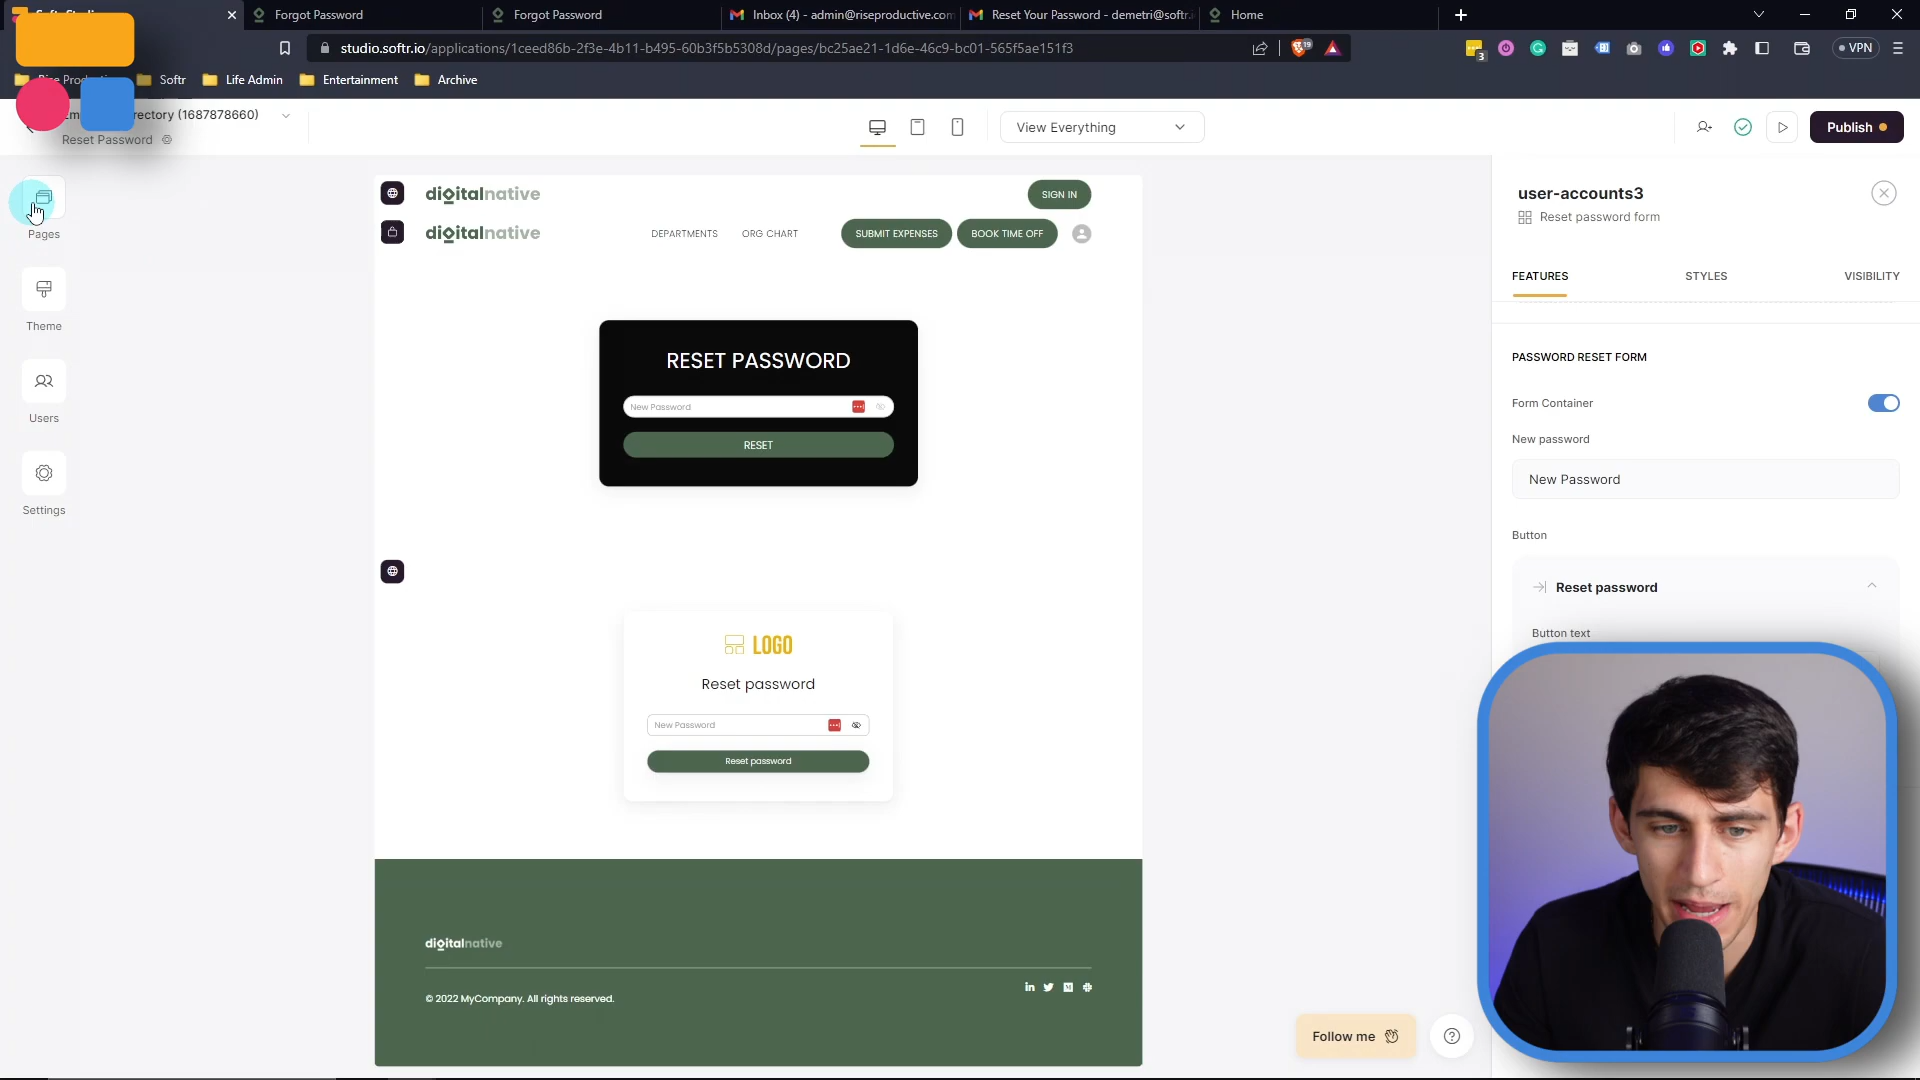 Forgot Password
Forgot Password
Inbox (4) - admin@riseproductive.com
Reset Your Password - demetri@softr.
Home
studio.softr.io/applications/1ceed86b-2f3e-4b11-b495-60b3f5b5308d/pages/bc25ae21-1d6e-46c9-bc01-565f5ae151f3
19
3
VPN
Softr
Life Admin
Entertainment
Archive
(1687878660)
Reset Password
View Everything
Publish
Pages
Theme
Users
Settings
digitalnative
SIGN IN
digitalnative
DEPARTMENTS
ORG CHART
SUBMIT EXPENSES
BOOK TIME OFF
RESET PASSWORD
New Password
RESET
LOGO
Reset password
New Password
Reset password
digitalnative
© 2022 MyCompany. All rights reserved.
user-accounts3
Reset password form
FEATURES
STYLES
VISIBILITY
PASSWORD RESET FORM
Form Container
New password
New Password
Button
Reset password
Button text
Follow me